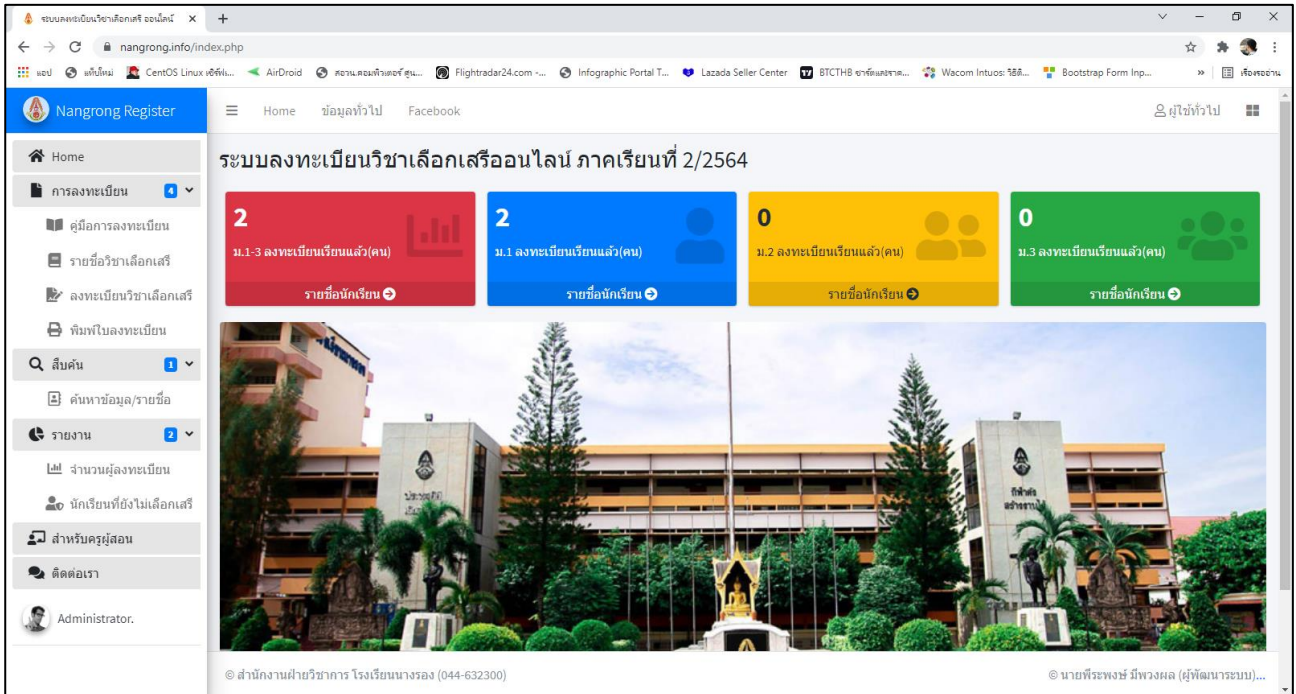 ระบบลงทะเบียนวิชาเลือกเสรี ออนไลน์
nangrong.info/index.php
แอป
แท็บใหม่
CentOS Linux
AirDroid
Flightradar24.com -...
Infographic Portal T...
Lazada Seller Center
BTCTHB
Wacom Intuos: วิธีติ...
Bootstrap Form Inp...
»
เรื่องรออ่าน
Nangrong Register
Home ข้อมูลทั่วไป Facebook
ผู้ใช้ทั่วไป
Home
การลงทะเบียน 4
คู่มือการลงทะเบียน
รายชื่อวิชาเลือกเสรี
ลงทะเบียนวิชาเลือกเสรี
พิมพ์ใบลงทะเบียน
สืบค้น 1
ค้นหาข้อมูล/รายชื่อ
รายงาน 2
จำนวนผู้ลงทะเบียน
นักเรียนที่ยังไม่เลือกเสรี
สำหรับครูผู้สอน
ติดต่อเรา
Administrator.
ระบบลงทะเบียนวิชาเลือกเสรีออนไลน์ ภาคเรียนที่ 2/2564
2
ม.1-3 ลงทะเบียนเรียนแล้ว(คน)
รายชื่อนักเรียน
2
ม.1 ลงทะเบียนเรียนแล้ว(คน)
รายชื่อนักเรียน
0
ม.2 ลงทะเบียนเรียนแล้ว(คน)
รายชื่อนักเรียน
0
ม.3 ลงทะเบียนเรียนแล้ว(คน)
รายชื่อนักเรียน
© สำนักงานฝ่ายวิชาการ โรงเรียนนางรอง (044-632300)
© นายพีระพงษ์ มีพวงผล (ผู้พัฒนาระบบ)...